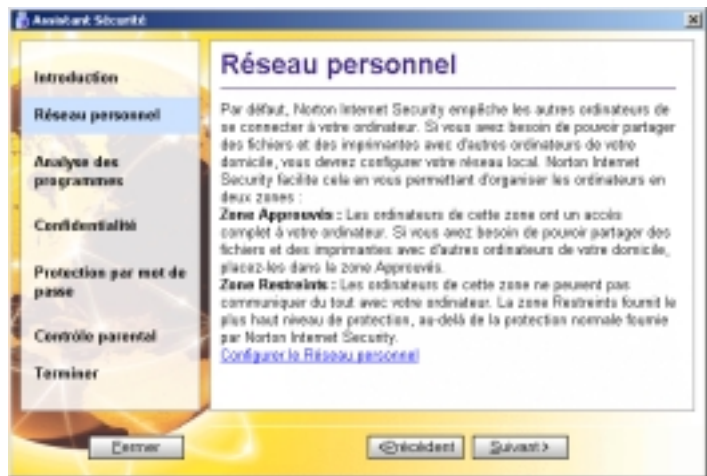 Assistant Sécurité
Introduction
Réseau personnel
Analyse des
programmes
Confidentialité
Protection par mot de
passe
Contrôle parental
Terminer
Réseau personnel
Par défaut, Norton Internet Security empêche les autres ordinateurs de
se connecter à votre ordinateur. Si vous avez besoin de pouvoir partager
des fichiers et des imprimantes avec d'autres ordinateurs de votre
domicile, vous devrez configurer votre réseau local. Norton Internet
Security facilite cela en vous permettant d'organiser les ordinateurs en
deux zones :
Zone Approuvés : Les ordinateurs de cette zone ont un accès
complet à votre ordinateur. Si vous avez besoin de pouvoir partager des
fichiers et des imprimantes avec d'autres ordinateurs de votre domicile,
placez-les dans la zone Approuvés.
Zone Restreints : Les ordinateurs de cette zone ne peuvent pas
communiquer du tout avec votre ordinateur. La zone Restreints fournit le
plus haut niveau de protection, au-delà de la protection normale fournie
par Norton Internet Security.
Configurer le Réseau personnel
Fermer
<Précédent
Suivant>